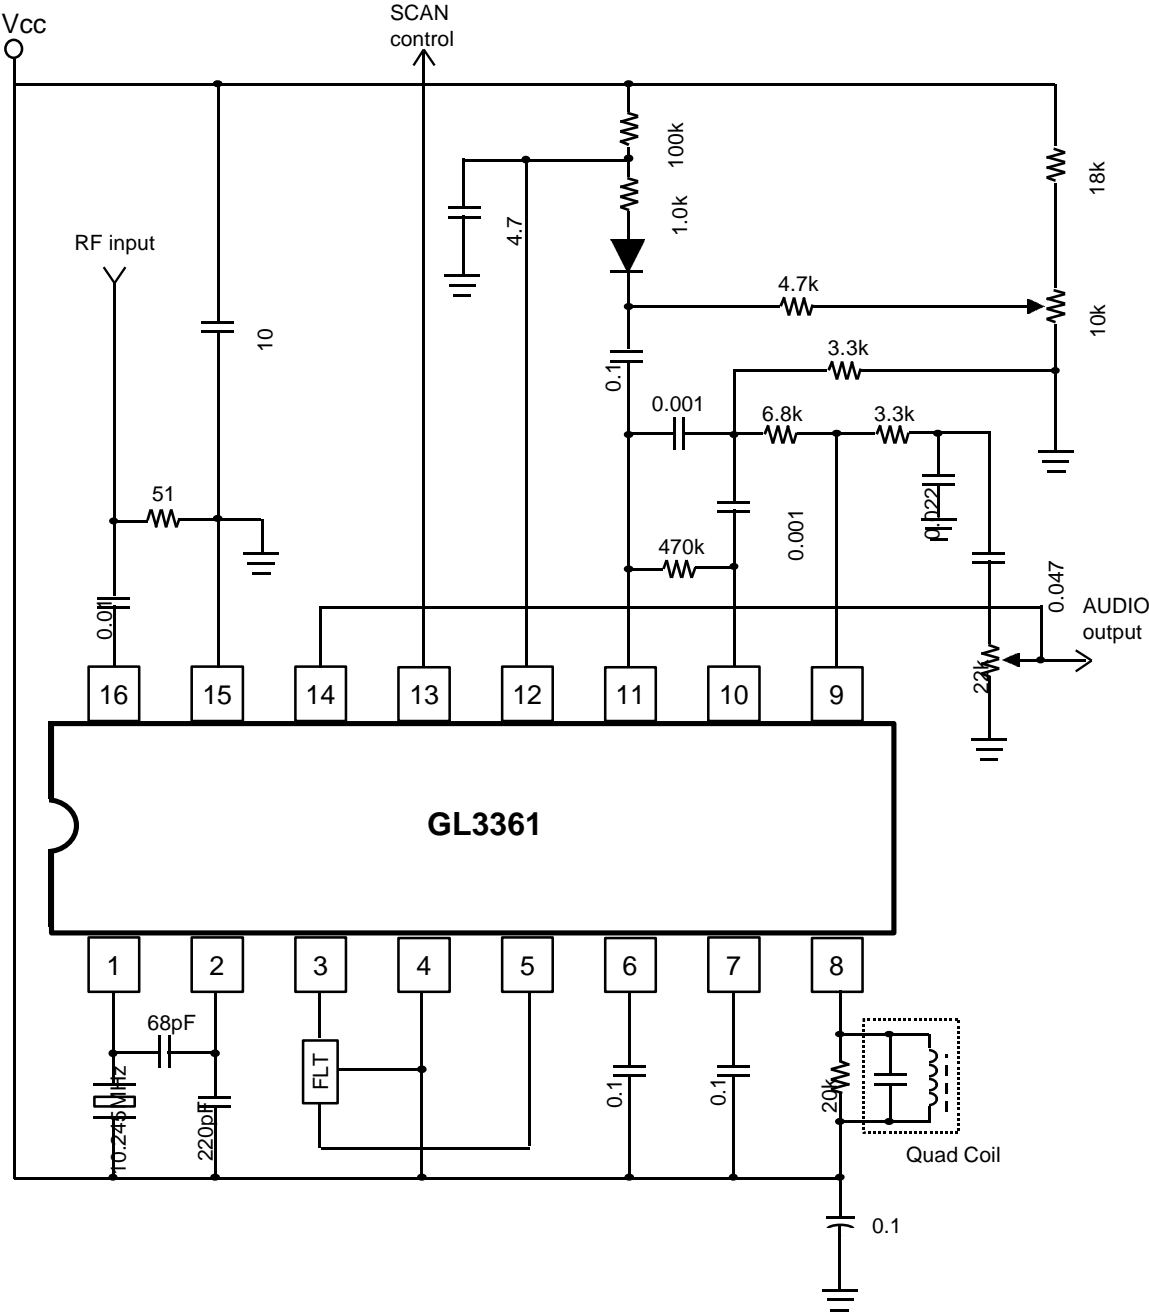 SCAN
control
Vcc
100k
18k
1.0k
4.7
RF input
4.7k
10k
10
3.3k
0.1
0.001
6.8k
3.3k
51
0.022
0.001
470k
0.047
0.01
AUDIO
output
22k
16
15
14
13
12
11
10
9
GL3361
1
2
3
4
5
6
7
8
68pF
FLT
10.245MHz
220pF
0.1
0.1
20k
Quad Coil
0.1